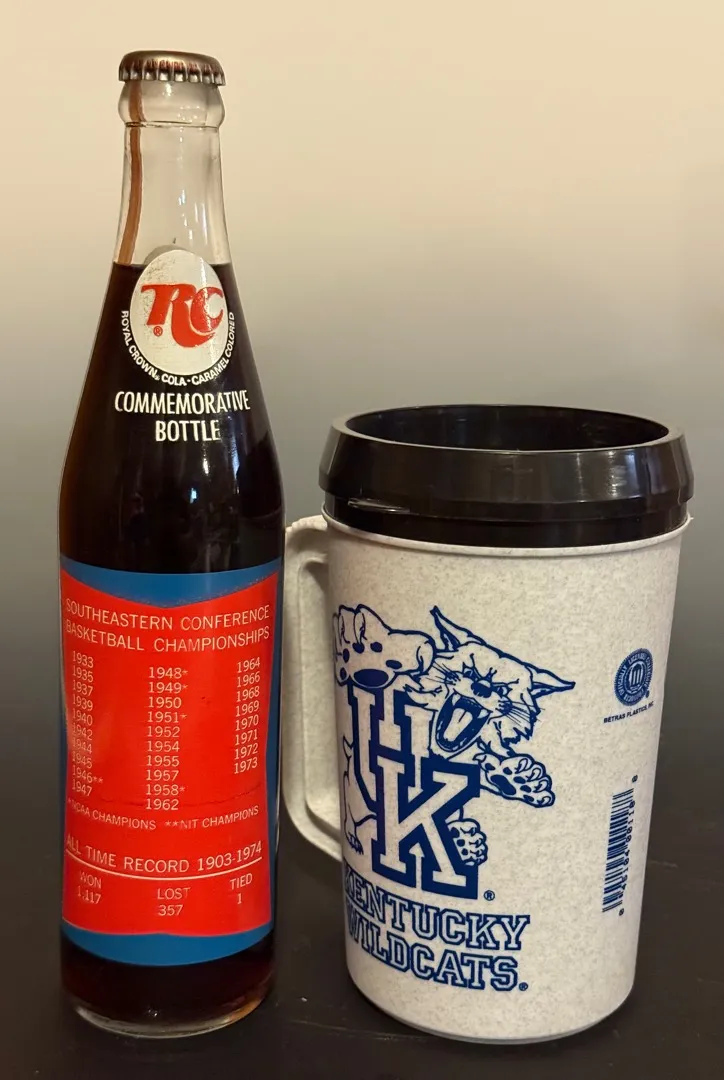 RC
®
ROYAL CROWN® COLA - CARAMEL COLORED
COMMEMORATIVE
BOTTLE
SOUTHEASTERN CONFERENCE
BASKETBALL CHAMPIONSHIPS
1933
1935
1937
1939
1940
1942
1944
1945
1946**
1947
1948*
1949*
1950
1951*
1952
1954
1955
1957
1958*
1962
1964
1966
1968
1969
1970
1971
1972
1973
*NCAA CHAMPIONS **NIT CHAMPIONS
ALL TIME RECORD 1903-1974
WON LOST TIED
1,117 357 1
UK
®
KENTUCKY
WILDCATS®
OFFICIALLY LICENSED
BETRAS PLASTICS, INC.